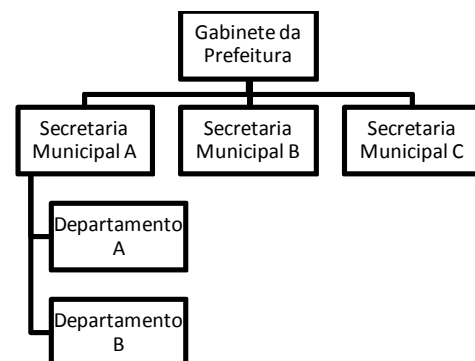 Gabinete da
Prefeitura
Secretaria
Municipal A
Secretaria
Municipal B
Secretaria
Municipal C
Departamento
A
Departamento
B